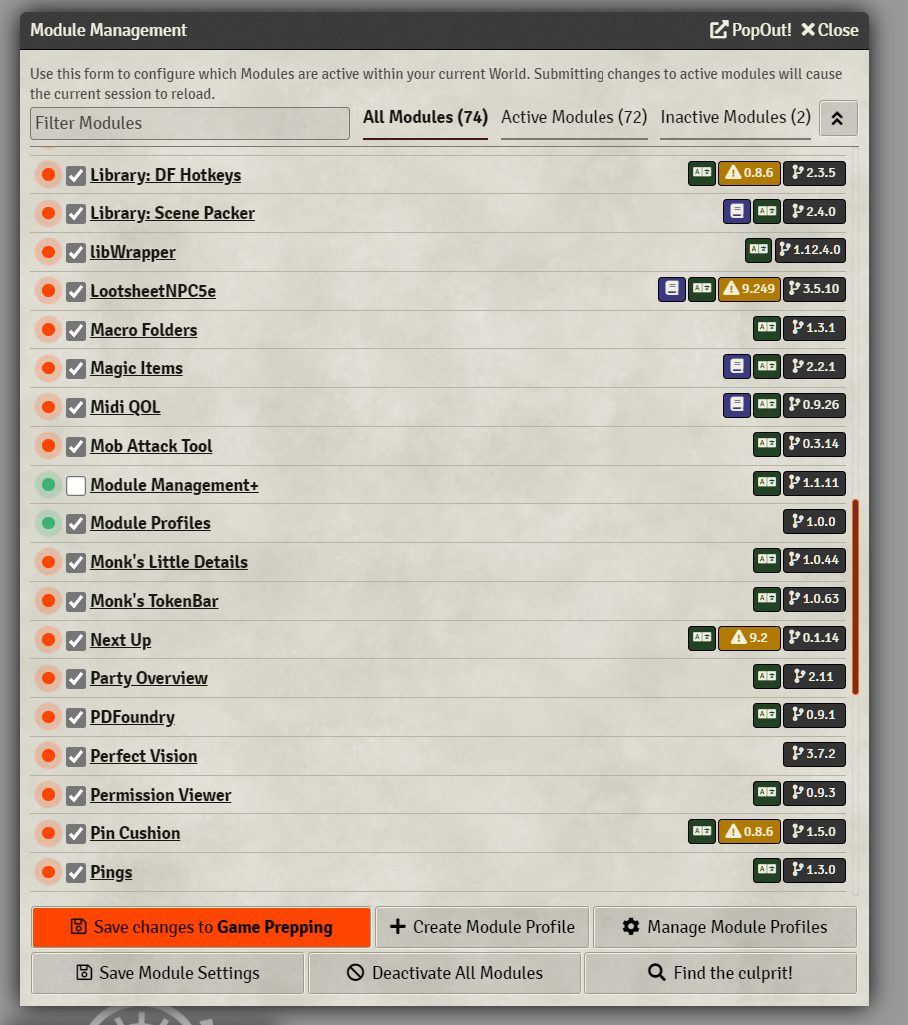 Module Management PopOut! Close
Use this form to configure which Modules are active within your current World. Submitting changes to active modules will cause
the current session to reload.
Filter Modules All Modules (74) Active Modules (72) Inactive Modules (2)
Library: DF Hotkeys 0.8.6 2.3.5
Library: Scene Packer 2.4.0
libWrapper 1.12.4.0
LootsheetNPC5e 9.249 3.5.10
Macro Folders 1.3.1
Magic Items 2.2.1
Midi QOL 0.9.26
Mob Attack Tool 0.3.14
Module Management+ 1.1.11
Module Profiles 1.0.0
Monk's Little Details 1.0.44
Monk's TokenBar 1.0.63
Next Up 9.2 0.1.14
Party Overview 2.11
PDFoundry 0.9.1
Perfect Vision 3.7.2
Permission Viewer 0.9.3
Pin Cushion 0.8.6 1.5.0
Pings 1.3.0
Save changes to Game Prepping Create Module Profile Manage Module Profiles
Save Module Settings Deactivate All Modules Find the culprit!